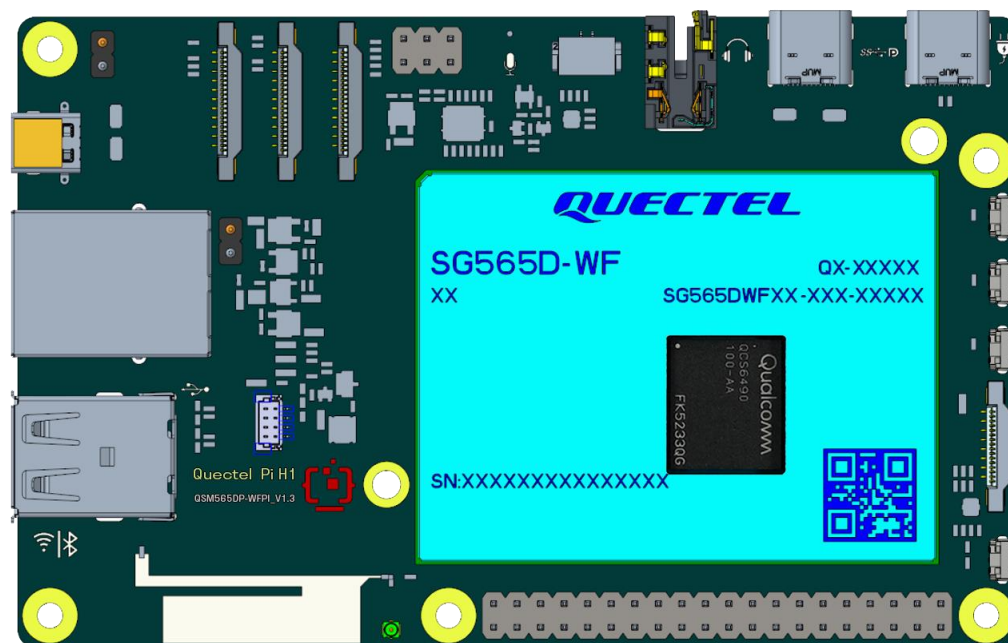 MUP
MUP
QUECTEL
SG565D-WF
QX-XXXXX
XX
SG565DWFXX-XXX-XXXXX
Qualcomm
QCS6490
100-AA
FK5233QG
SN:XXXXXXXXXXXXXXX
Quectel Pi H1
QSM565DP-WFPI_V1.3